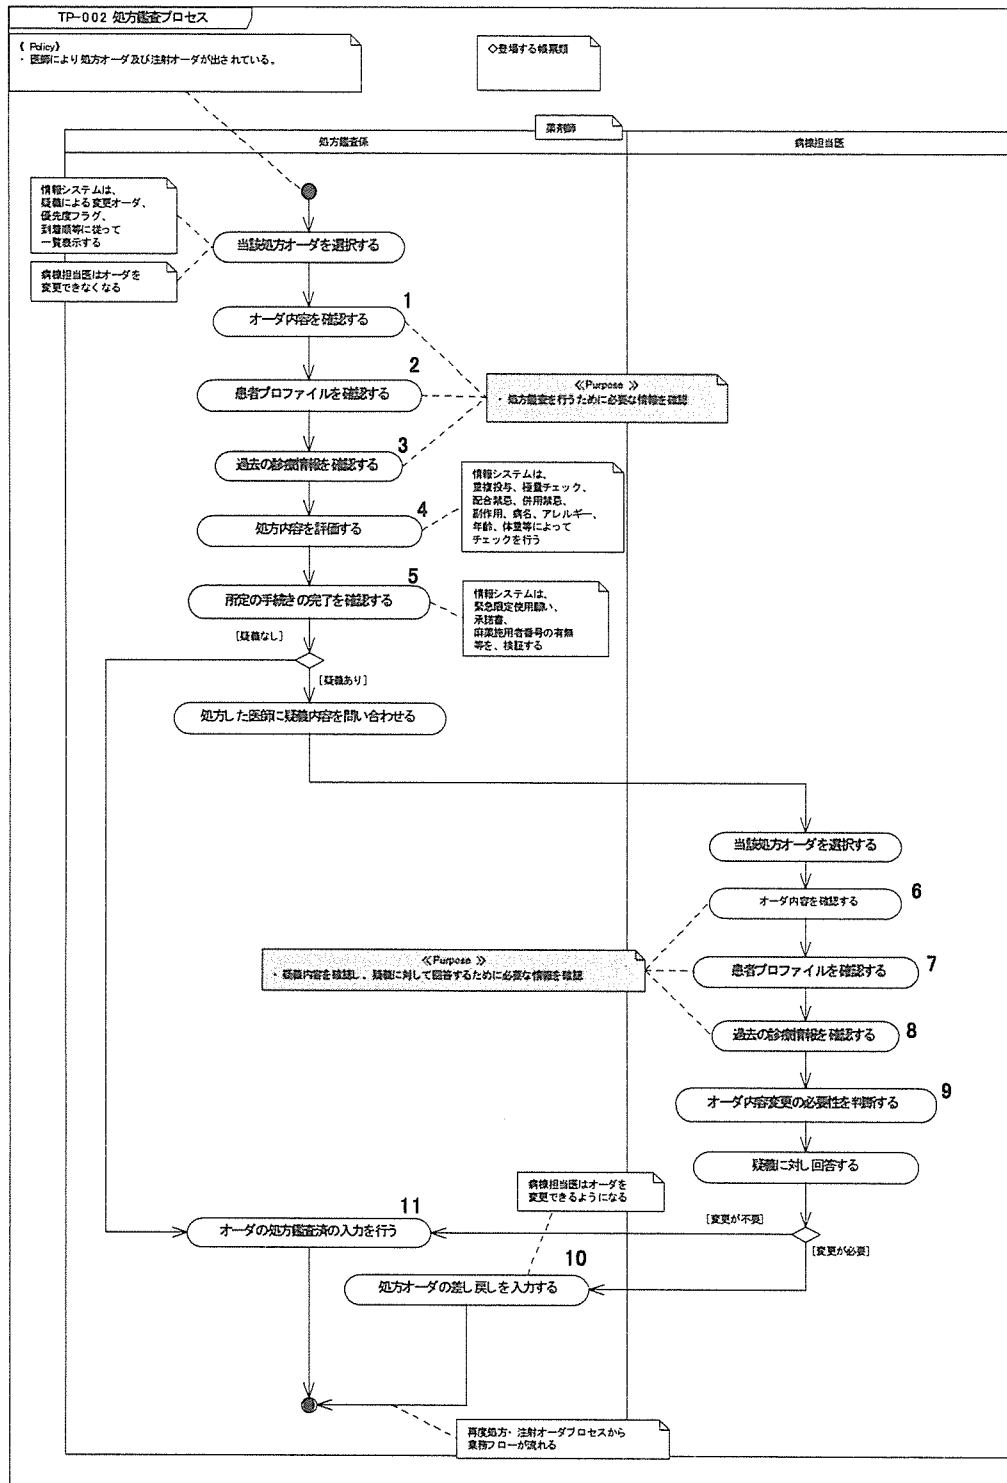 TP-002 処方鑑査プロセス
《 Policy》
・ 医師により処方オーダ及び注射オーダが出されている。
◇登場する帳票類
薬剤師
処方鑑査係
病棟担当医
情報システムは、
疑義による変更オーダ、
優先度フラグ、
到着順等に従って
一覧表示する
当該処方オーダを選択する
病棟担当医はオーダを
変更できなくなる
1
オーダ内容を確認する
2
患者プロファイルを確認する
≪Purpose ≫
・ 処方鑑査を行うために必要な情報を確認
3
過去の診療情報を確認する
情報システムは、
重複投与、極量チェック、
配合禁忌、併用禁忌、
副作用、病名、アレルギー、
年齢、体重等によって
チェックを行う
4
処方内容を評価する
5
所定の手続きの完了を確認する
情報システムは、
緊急限定使用願い、
承諾書、
麻薬施用者番号の有無
等を、検証する
[疑義なし]
[疑義あり]
処方した医師に疑義内容を問い合わせる
当該処方オーダを選択する
6
オーダ内容を確認する
≪Purpose ≫
・ 疑義内容を確認し、疑義に対して回答するために必要な情報を確認
7
患者プロファイルを確認する
8
過去の診療情報を確認する
9
オーダ内容変更の必要性を判断する
疑義に対し回答する
病棟担当医はオーダを
変更できるようになる
11
オーダの処方鑑査済の入力を行う
[変更が不要]
[変更が必要]
10
処方オーダの差し戻しを入力する
再度処方・注射オーダプロセスから
業務フローが流れる